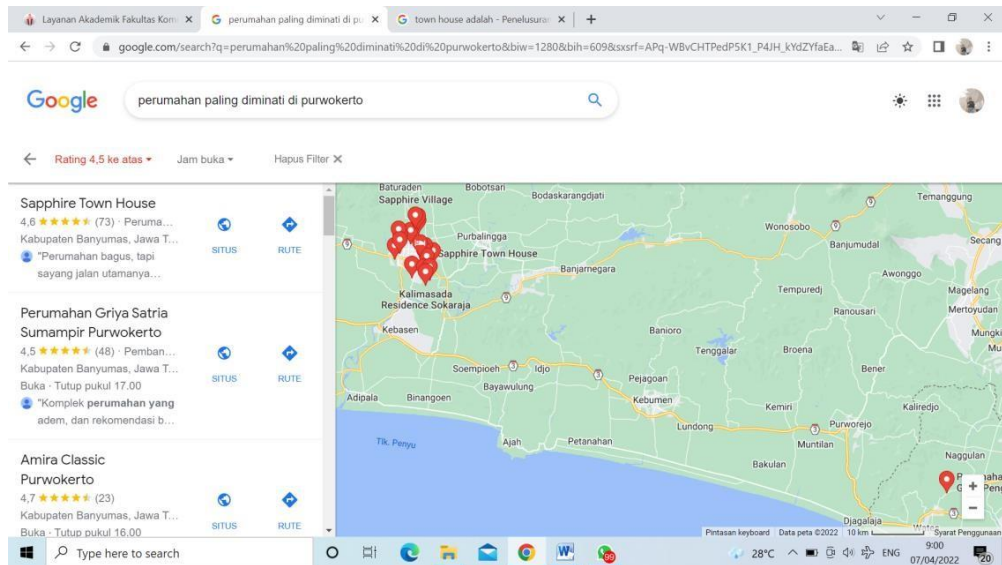 Layanan Akademik Fakultas Kom
perumahan paling diminati di pu
town house adalah - Penelusuran
google.com/search?q=perumahan%20paling%20diminati%20di%20purwokerto&biw=1280&bih=609&sxsrf=APq-WBvCHTPedP5K1_P4JH_kYdZYfaEa...
Google
perumahan paling diminati di purwokerto
Rating 4,5 ke atas
Jam buka
Hapus Filter
Sapphire Town House
4,6 (73) · Peruma...
Kabupaten Banyumas, Jawa T...
"Perumahan bagus, tapi
sayang jalan utamanya...
SITUS
RUTE
Perumahan Griya Satria
Sumampir Purwokerto
4,5 (48) · Pemban...
Kabupaten Banyumas, Jawa T...
Buka · Tutup pukul 17.00
"Komplek perumahan yang
adem, dan rekomendasi b...
SITUS
RUTE
Amira Classic
Purwokerto
4,7 (23)
Kabupaten Banyumas, Jawa T...
Buka · Tutup pukul 16.00
SITUS
RUTE
Baturaden
Bobotsari
Sapphire Village
Bodaskarangdjati
Temanggung
Wonosobo
Purbalingga
Banjumudal
Secang
Sapphire Town House
Banjarnegara
Awonggo
Kalimasada
Residence Sokaraja
Tempuredj
Magelang
Mertoyudan
Ranousari
Kebasen
Banioro
Mungki
Tenggalar
Broena
Mu
Soempioeh
Idjo
Bener
Pejagoan
Bayawulung
Adipala
Binangoen
Kebumen
Kemiri
Kaliredjo
Lundong
Purworejo
Tlk. Penyu
Ajah
Petanahan
Muntilan
Naggulan
Bakulan
Djagalaja
Pintasan keyboard
Data peta ©2022
10 km
Syarat Penggunaan
Type here to search
99
28°C
ENG
9:00
07/04/2022
20